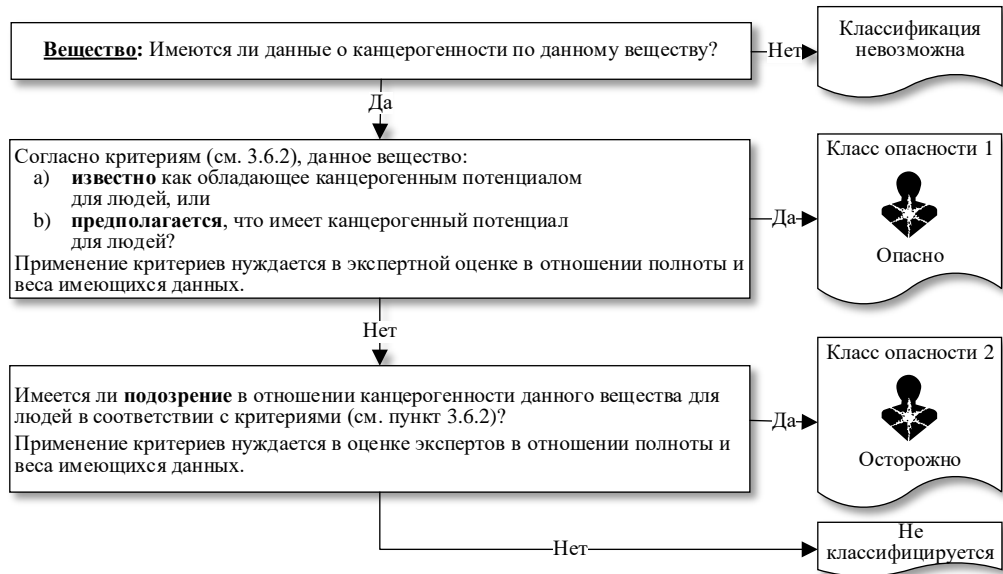 Вещество: Имеются ли данные о канцерогенности по данному веществу?
Нет
Классификация
невозможна
Да
Согласно критериям (см. 3.6.2), данное вещество:
a) известно как обладающее канцерогенным потенциалом
для людей, или
b) предполагается, что имеет канцерогенный потенциал
для людей?
Применение критериев нуждается в экспертной оценке в отношении полноты и
веса имеющихся данных.
Да
Класс опасности 1
Опасно
Нет
Имеется ли подозрение в отношении канцерогенности данного вещества для
людей в соответствии с критериями (см. пункт 3.6.2)?
Применение критериев нуждается в оценке экспертов в отношении полноты и
веса имеющихся данных.
Да
Класс опасности 2
Осторожно
Нет
Не
классифицируется